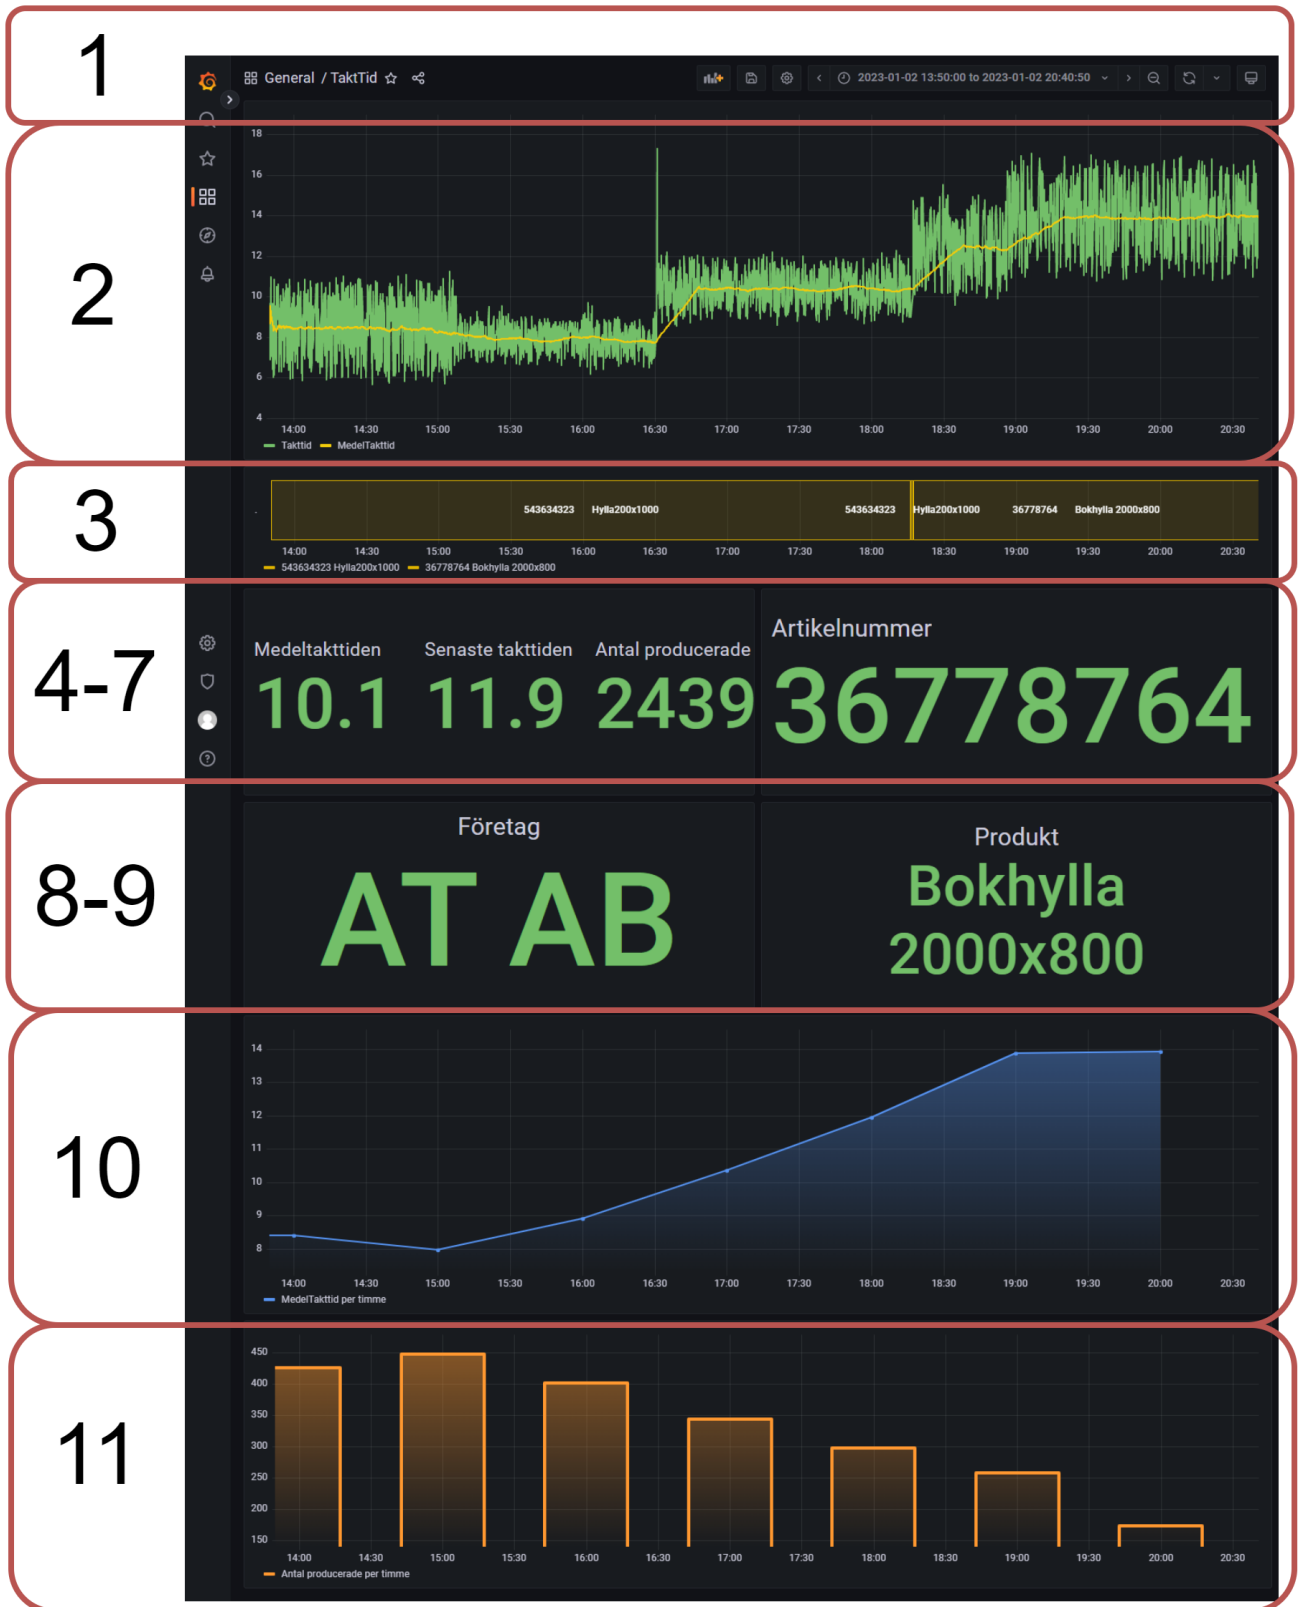 1
General / TaktTid
2023-01-02 13:50:00 to 2023-01-02 20:40:50
2
18
16
14
12
10
8
6
4
14:00 14:30 15:00 15:30 16:00 16:30 17:00 17:30 18:00 18:30 19:00 19:30 20:00 20:30
Takttid MedelTakttid
3
543634323 Hylla200x1000 543634323 Hylla200x1000 36778764 Bokhylla 2000x800
14:00 14:30 15:00 15:30 16:00 16:30 17:00 17:30 18:00 18:30 19:00 19:30 20:00 20:30
543634323 Hylla200x1000 36778764 Bokhylla 2000x800
4-7
Medeltakttiden Senaste takttiden Antal producerade
10.1 11.9 2439
Artikelnummer
36778764
8-9
Företag
AT AB
Produkt
Bokhylla
2000x800
10
14
13
12
11
10
9
8
14:00 14:30 15:00 15:30 16:00 16:30 17:00 17:30 18:00 18:30 19:00 19:30 20:00 20:30
MedelTakttid per timme
11
450
400
350
300
250
200
150
14:00 14:30 15:00 15:30 16:00 16:30 17:00 17:30 18:00 18:30 19:00 19:30 20:00 20:30
Antal producerade per timme